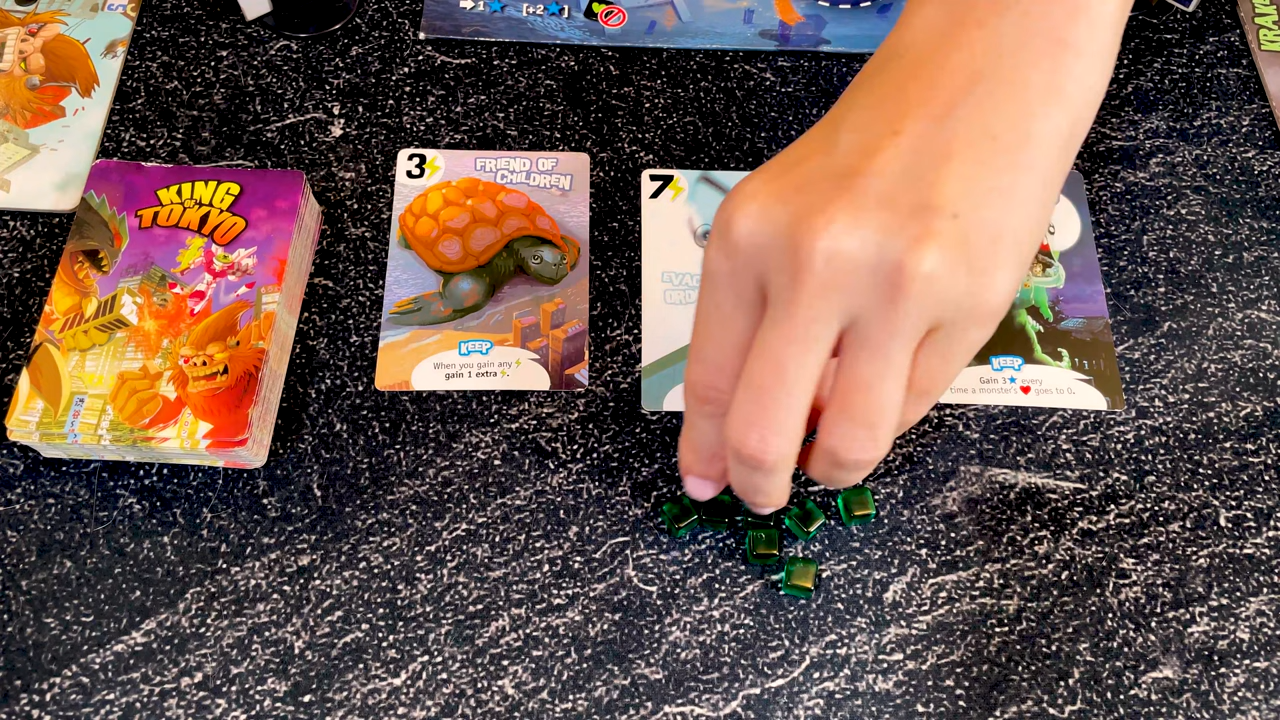 ➡1★ [+2★]
KING
OF
TOKYO
3⚡
FRIEND OF
CHILDREN
KEEP
When you gain any ⚡
gain 1 extra ⚡.
7⚡
KEEP
Gain 3★ every
time a monster's ♥ goes to 0.